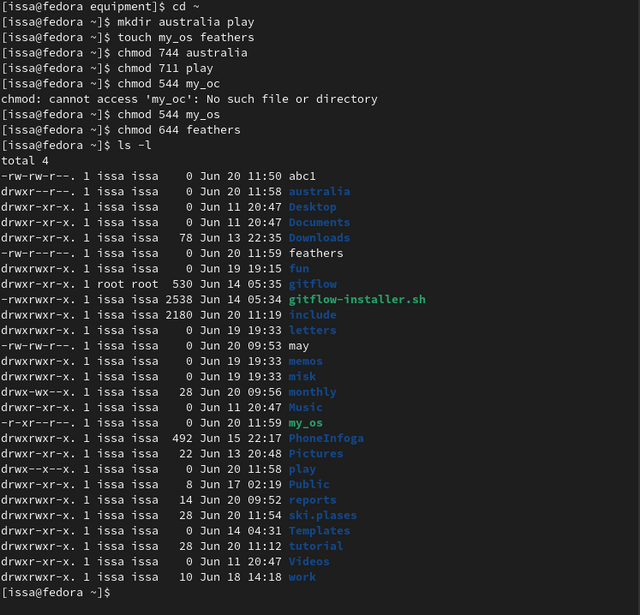 [issa@fedora equipment]$ cd ~
[issa@fedora ~]$ mkdir australia play
[issa@fedora ~]$ touch my_os feathers
[issa@fedora ~]$ chmod 744 australia
[issa@fedora ~]$ chmod 711 play
[issa@fedora ~]$ chmod 544 my_oc
chmod: cannot access 'my_oc': No such file or directory
[issa@fedora ~]$ chmod 544 my_os
[issa@fedora ~]$ chmod 644 feathers
[issa@fedora ~]$ ls -l
total 4
-rw-rw-r--. 1 issa issa    0 Jun 20 11:50 abc1
drwxr--r--. 1 issa issa    0 Jun 20 11:58 australia
drwxr-xr-x. 1 issa issa    0 Jun 11 20:47 Desktop
drwxr-xr-x. 1 issa issa    0 Jun 11 20:47 Documents
drwxr-xr-x. 1 issa issa   78 Jun 13 22:35 Downloads
-rw-r--r--. 1 issa issa    0 Jun 20 11:59 feathers
drwxrwxr-x. 1 issa issa    0 Jun 19 19:15 fun
drwxr-xr-x. 1 root root  530 Jun 14 05:35 gitflow
-rwxrwxr-x. 1 issa issa 2538 Jun 14 05:34 gitflow-installer.sh
drwxrwxr-x. 1 issa issa 2180 Jun 20 11:19 include
drwxrwxr-x. 1 issa issa    0 Jun 19 19:33 letters
-rw-rw-r--. 1 issa issa    0 Jun 20 09:53 may
drwxrwxr-x. 1 issa issa    0 Jun 19 19:33 memos
drwxrwxr-x. 1 issa issa    0 Jun 19 19:33 misk
drwx-wx--x. 1 issa issa   28 Jun 20 09:56 monthly
drwxr-xr-x. 1 issa issa    0 Jun 11 20:47 Music
-r-xr--r--. 1 issa issa    0 Jun 20 11:59 my_os
drwxrwxr-x. 1 issa issa  492 Jun 15 22:17 PhoneInfoga
drwxr-xr-x. 1 issa issa   22 Jun 13 20:48 Pictures
drwx--x--x. 1 issa issa    0 Jun 20 11:58 play
drwxr-xr-x. 1 issa issa    8 Jun 17 02:19 Public
drwxrwxr-x. 1 issa issa   14 Jun 20 09:52 reports
drwxrwxr-x. 1 issa issa   28 Jun 20 11:54 ski.plases
drwxr-xr-x. 1 issa issa    0 Jun 14 04:31 Templates
drwxrwxr-x. 1 issa issa   28 Jun 20 11:12 tutorial
drwxr-xr-x. 1 issa issa    0 Jun 11 20:47 Videos
drwxrwxr-x. 1 issa issa   10 Jun 18 14:18 work
[issa@fedora ~]$